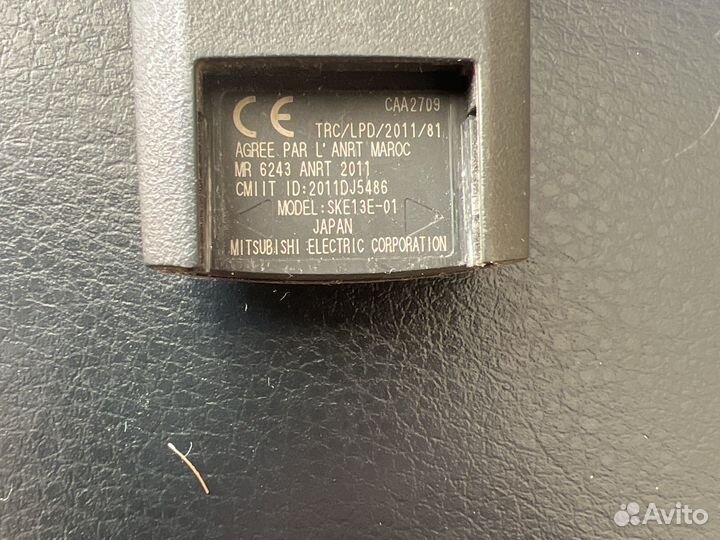 CE CAA2709
TRC/LPD/2011/81
AGREE PAR L'ANRT MAROC
MR 6243 ANRT 2011
CMIIT ID:2011DJ5486
MODEL:SKE13E-01
JAPAN
MITSUBISHI ELECTRIC CORPORATION
Avito